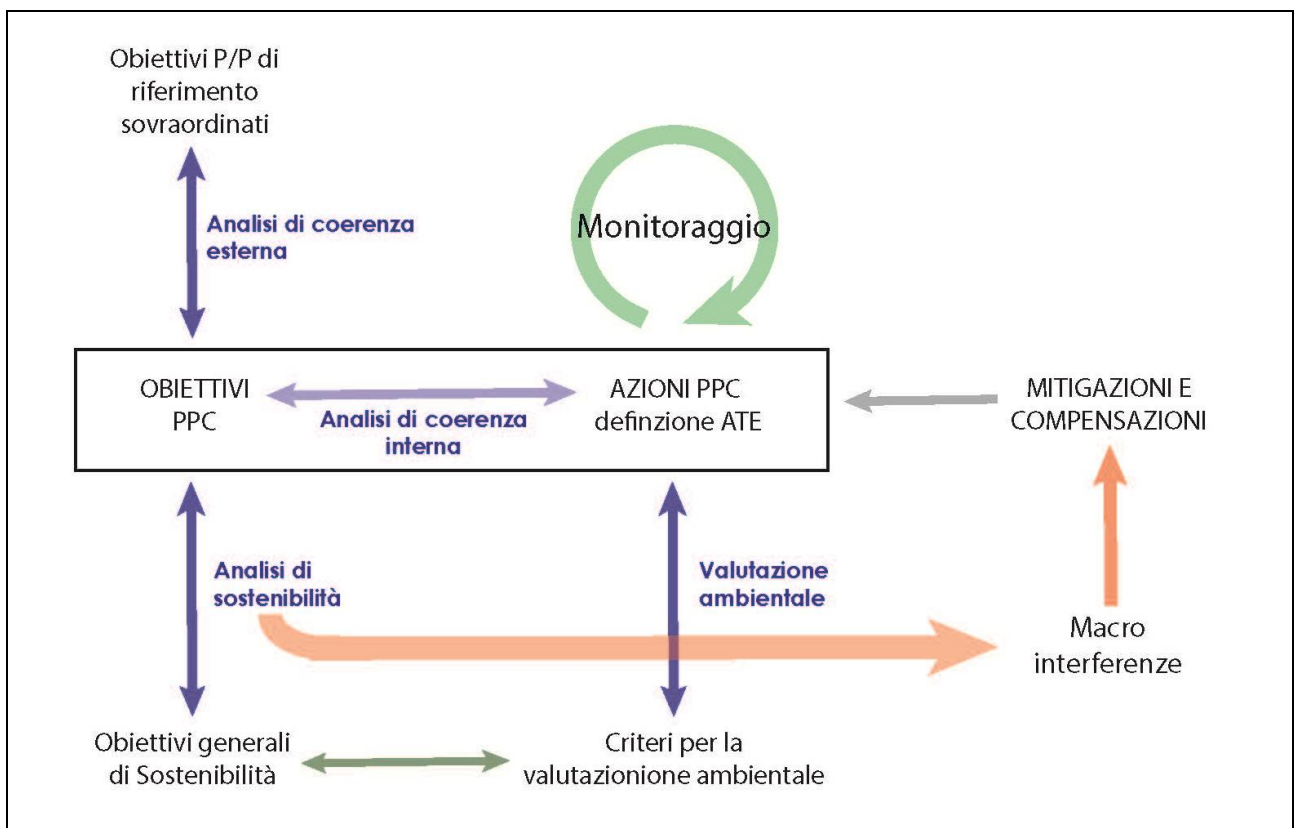 Obiettivi P/P di
riferimento
sovraordinati
Analisi di coerenza
esterna
Monitoraggio
OBIETTIVI
PPC
Analisi di coerenza
interna
AZIONI PPC
definzione ATE
MITIGAZIONI E
COMPENSAZIONI
Analisi di
sostenibilità
Valutazione
ambientale
Macro
interferenze
Obiettivi generali
di Sostenibilità
Criteri per la
valutazionione ambientale